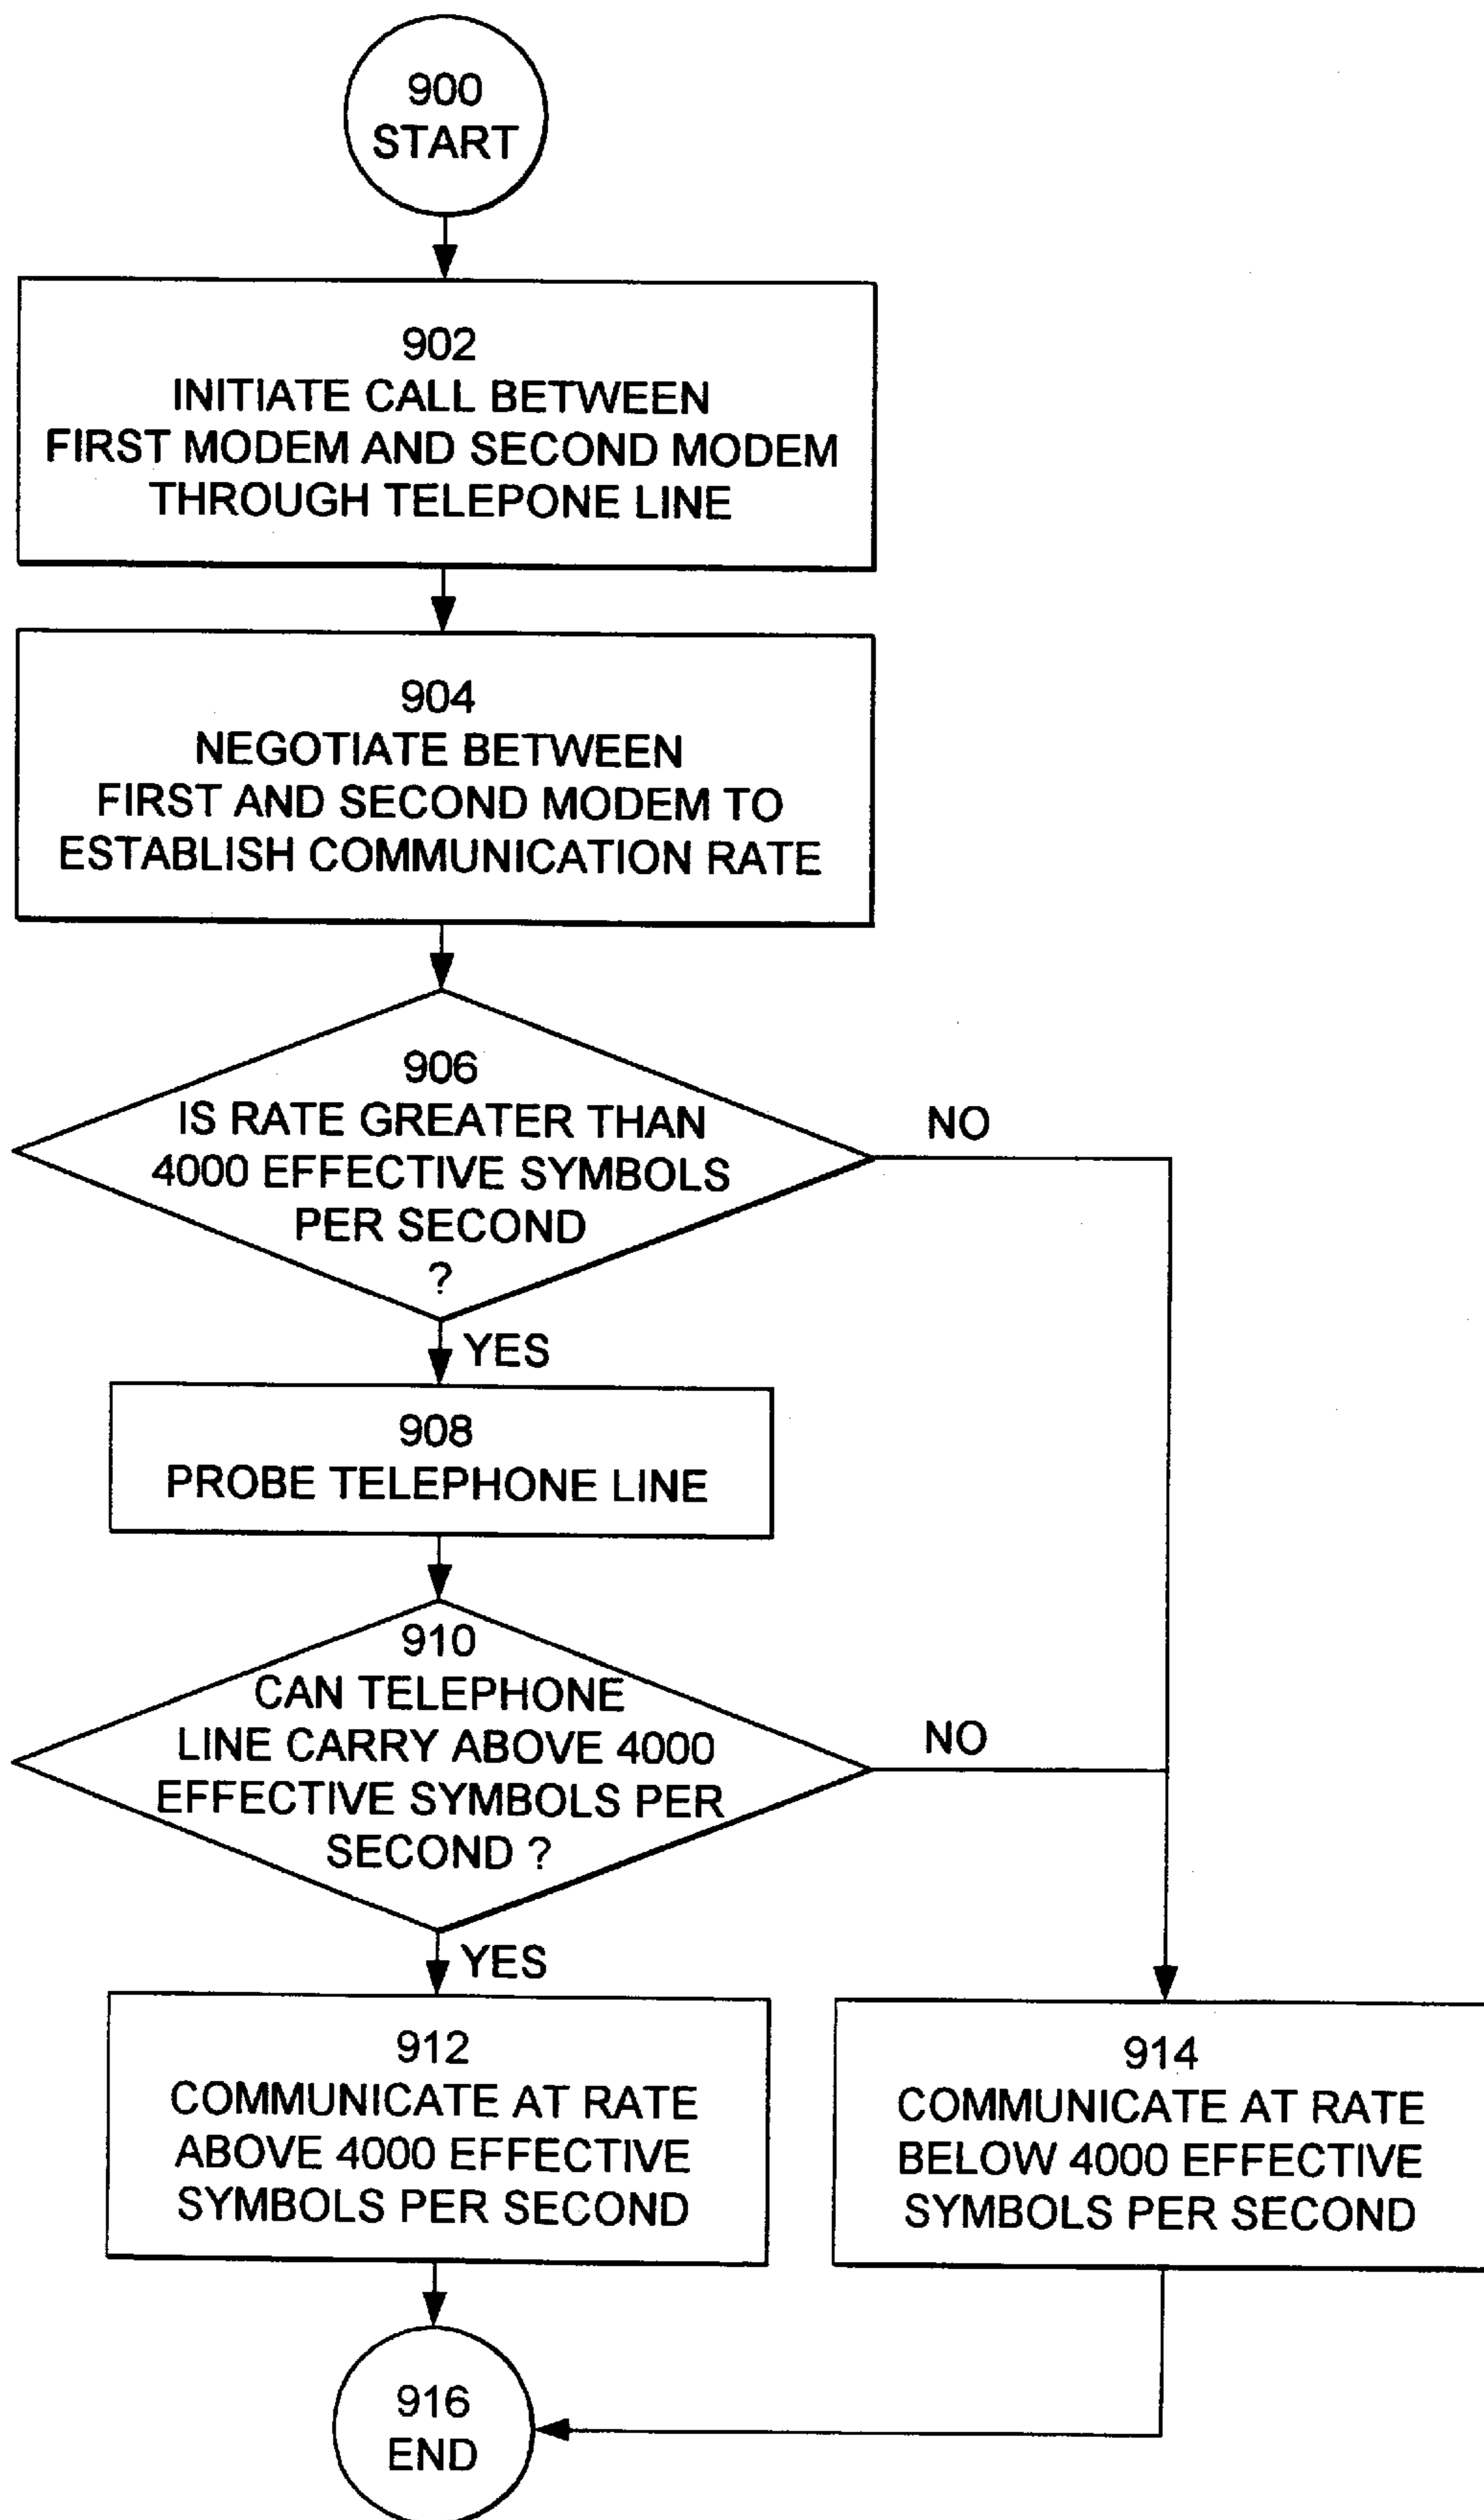 900
START
902
INITIATE CALL BETWEEN
FIRST MODEM AND SECOND MODEM
THROUGH TELEPONE LINE
904
NEGOTIATE BETWEEN
FIRST AND SECOND MODEM TO
ESTABLISH COMMUNICATION RATE
906
IS RATE GREATER THAN
4000 EFFECTIVE SYMBOLS
PER SECOND
?
NO
YES
908
PROBE TELEPHONE LINE
910
CAN TELEPHONE
LINE CARRY ABOVE 4000
EFFECTIVE SYMBOLS PER
SECOND ?
NO
YES
912
COMMUNICATE AT RATE
ABOVE 4000 EFFECTIVE
SYMBOLS PER SECOND
914
COMMUNICATE AT RATE
BELOW 4000 EFFECTIVE
SYMBOLS PER SECOND
916
END